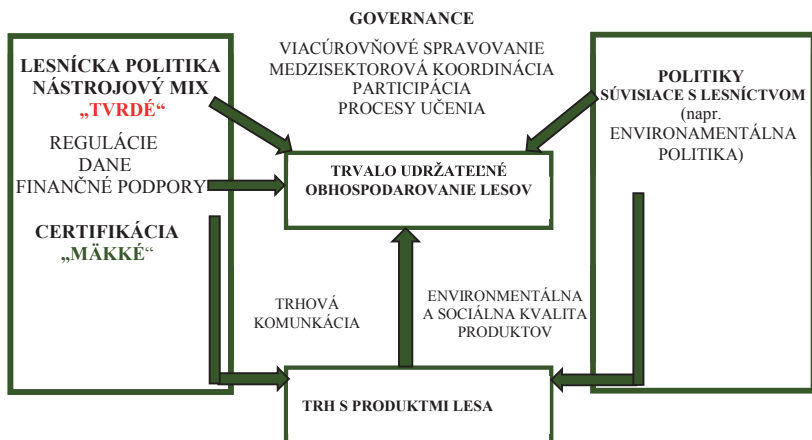 GOVERNANCE
VIACÚROVŇOVÉ SPRAVOVANIE
MEDZISEKTOROVÁ KOORDINÁCIA
PARTICIPÁCIA
PROCESY UČENIA
LESNÍCKA POLITIKA
NÁSTROJOVÝ MIX
„TVRDÉ“
REGULÁCIE
DANE
FINANČNÉ PODPORY
CERTIFIKÁCIA
„MÄKKÉ“
POLITIKY
SÚVISIACE S LESNÍCTVOM
(napr.
ENVIRONAMENTÁLNA
POLITIKA)
TRVALO UDRŽATEĽNÉ
OBHOSPODAROVANIE LESOV
TRHOVÁ
KOMUNKÁCIA
ENVIRONMENTÁLNA
A SOCIÁLNA KVALITA
PRODUKTOV
TRH S PRODUKTMI LESA